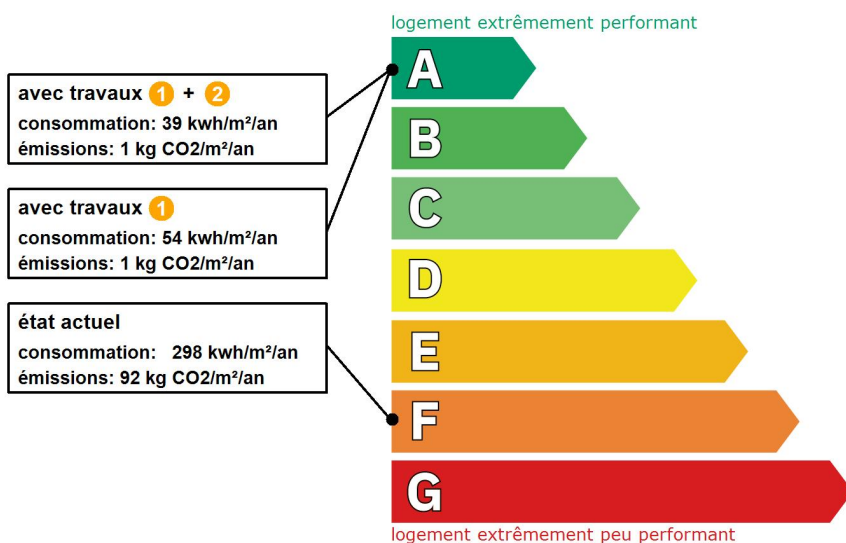 logement extrêmement performant
avec travaux 1 + 2
consommation: 39 kwh/m²/an
émissions: 1 kg CO2/m²/an
avec travaux 1
consommation: 54 kwh/m²/an
émissions: 1 kg CO2/m²/an
état actuel
consommation: 298 kwh/m²/an
émissions: 92 kg CO2/m²/an
A
B
C
D
E
F
G
logement extrêmement peu performant